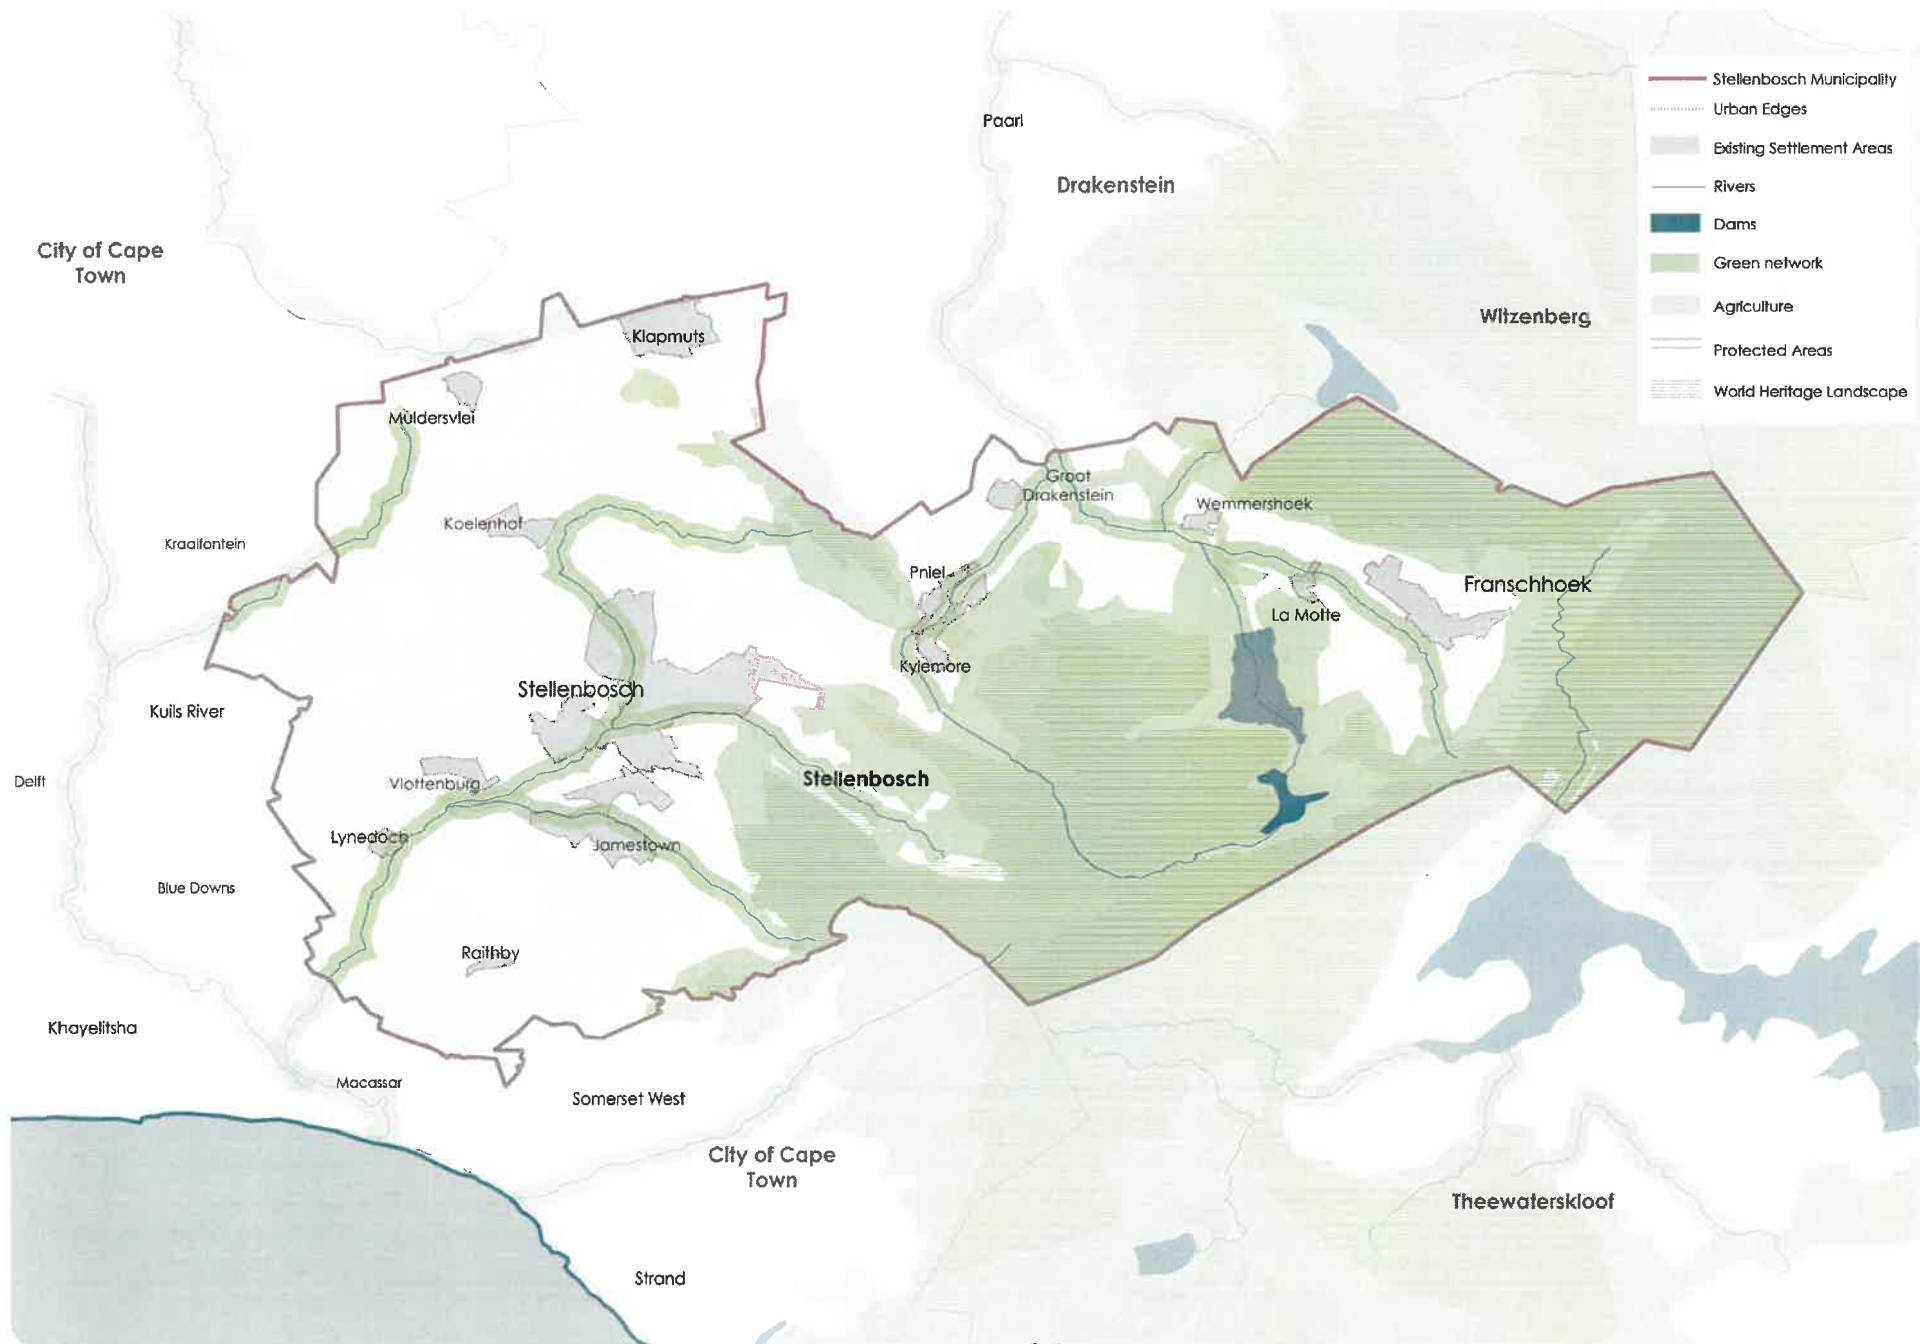 Stellenbosch Municipality
Urban Edges
Existing Settlement Areas
Rivers
Dams
Green network
Agriculture
Protected Areas
World Heritage Landscape
Paarl
Drakenstein
City of Cape
Town
Witzenberg
Klapmuts
Muldersvlei
Groot
Drakenstein
Wemmershoek
Koelenhof
Kraaifontein
Pniel
Franschhoek
La Motte
Kylemore
Stellenbosch
Kuils River
Stellenbosch
Delft
Vlottenburg
Lynedoch
Jamestown
Blue Downs
Raithby
Khayelitsha
Macassar
Somerset West
City of Cape
Town
Theewaterskloof
Strand